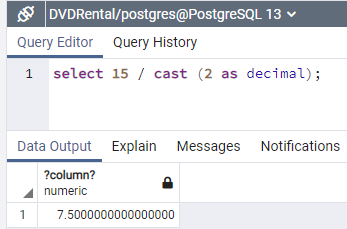 DVDRental/postgres@PostgreSQL 13
Query Editor Query History
1 select 15 / cast (2 as decimal);
Data Output Explain Messages Notifications
?column?
numeric
1 7.5000000000000000